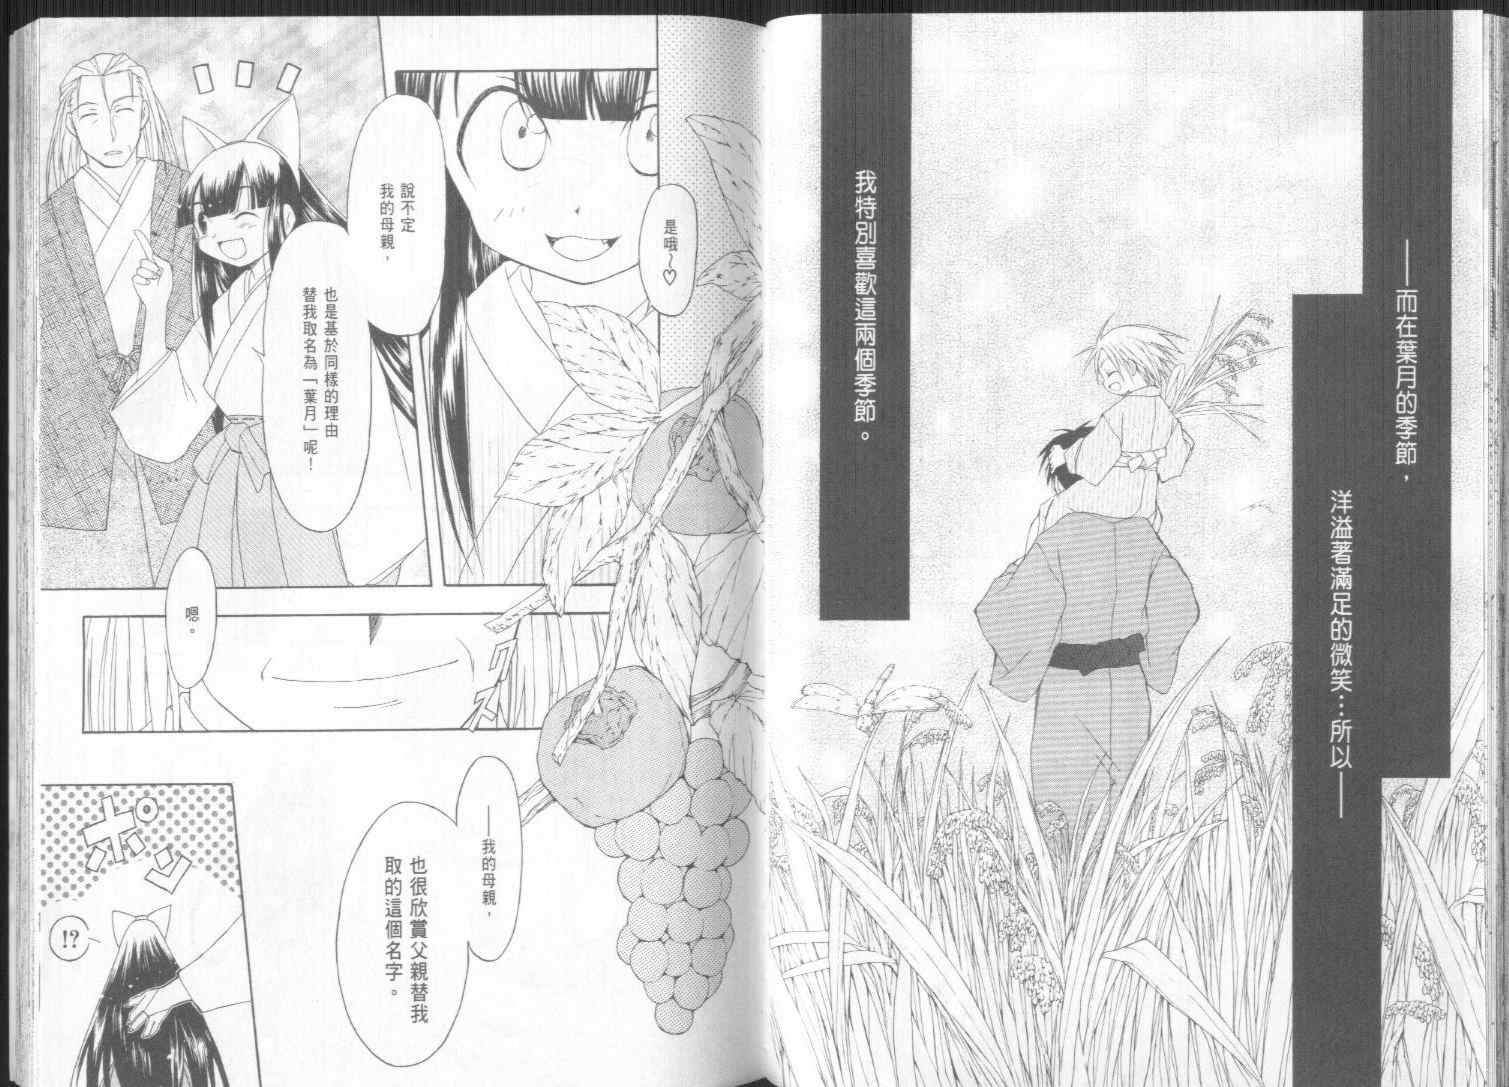 ——而在葉月的季節，
洋溢著滿足的微笑…所以——
我特別喜歡這兩個季節。
是哦～♡
說不定
我的母親，
也是基於同樣的理由
替我取名為「葉月」呢！
嗯。
クスッ
——我的母親，
也很欣賞父親替我
取的這個名字。
ポン
!?